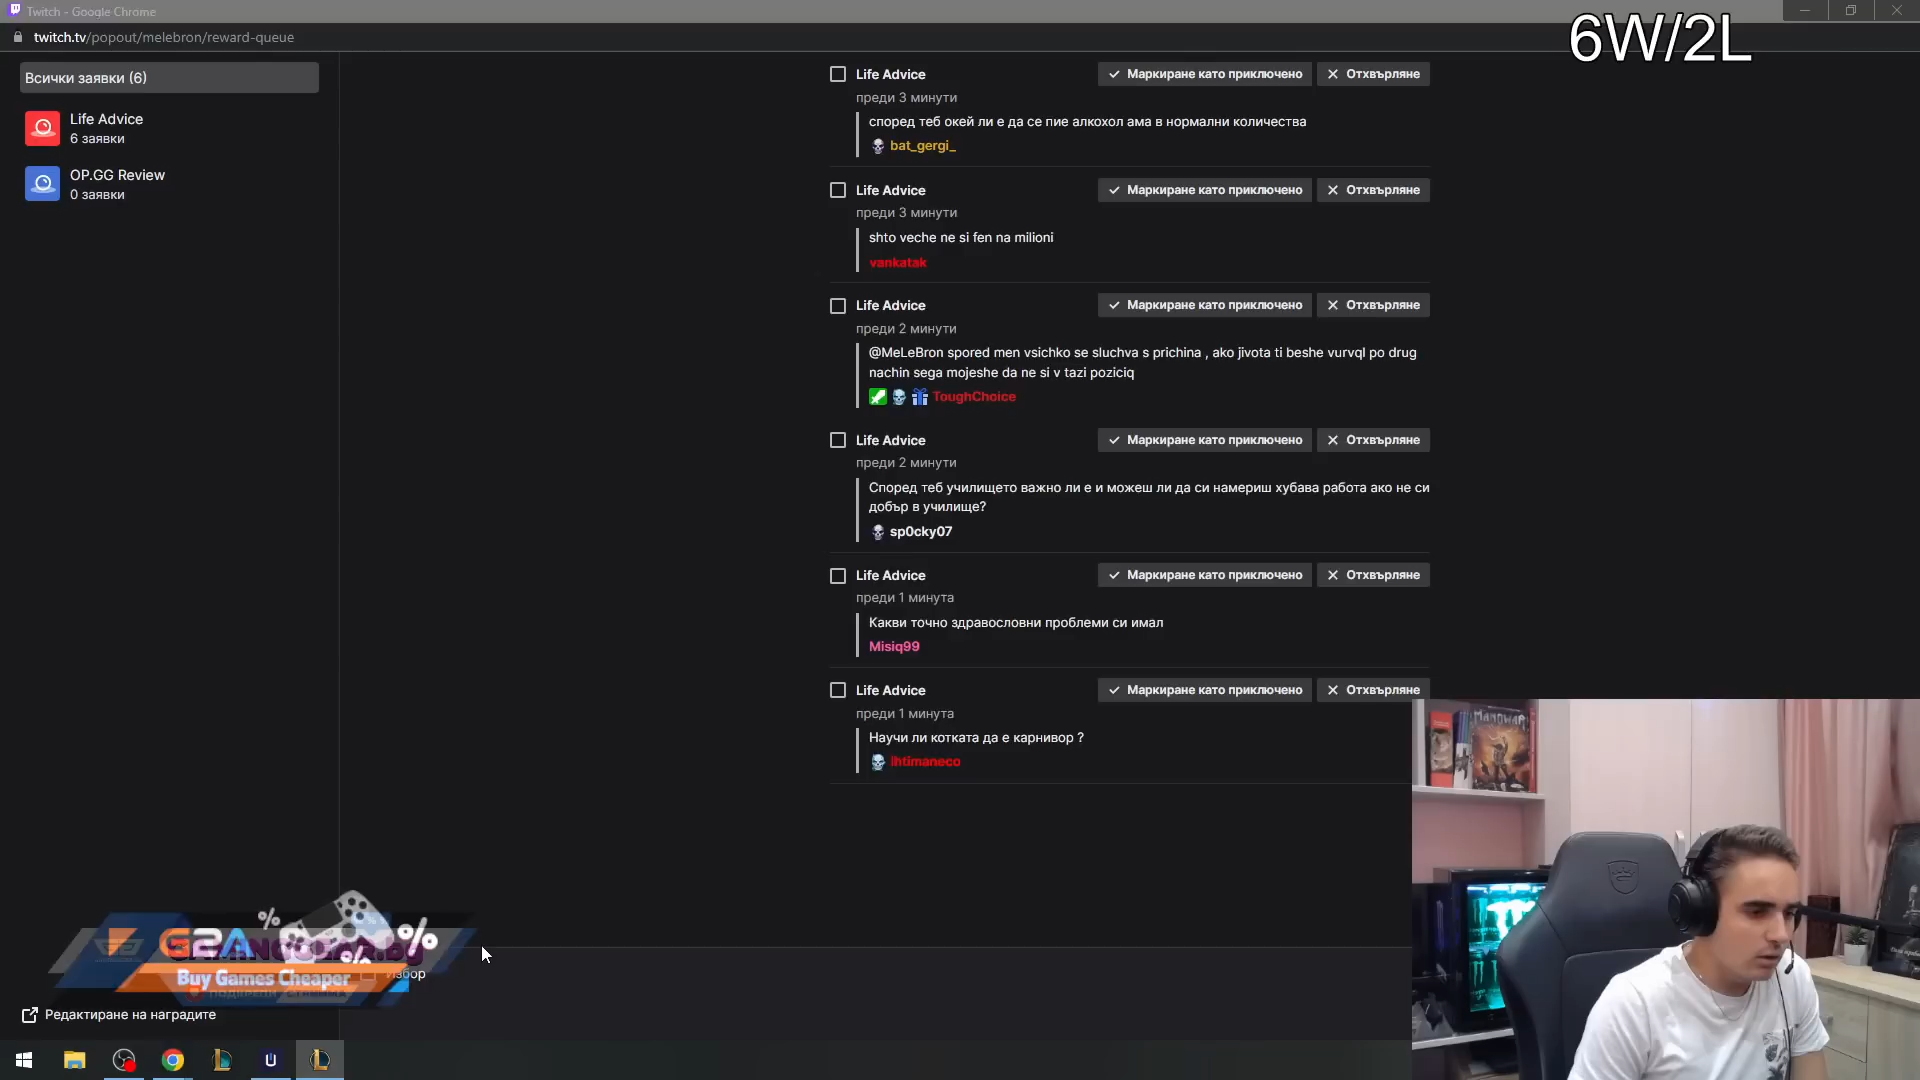 Twitch - Google Chrome
twitch.tv/popout/melebron/reward-queue
6W/2L
Всички заявки (6)
Life Advice
6 заявки
OP.GG Review
0 заявки
Life Advice
Маркиране като приключено
Отхвърляне
преди 3 минути
според теб окей ли е да се пие алкохол ама в нормални количества
bat_gergi_
Life Advice
Маркиране като приключено
Отхвърляне
преди 3 минути
shto veche ne si fen na milioni
vankatak
Life Advice
Маркиране като приключено
Отхвърляне
преди 2 минути
@MeLeBron spored men vsichko se sluchva s prichina , ako jivota ti beshe vurvql po drug
nachin sega mojeshe da ne si v tazi poziciq
ToughChoice
Life Advice
Маркиране като приключено
Отхвърляне
преди 2 минути
Според теб училището важно ли е и можеш ли да си намериш хубава работа ако не си
добър в училище?
sp0cky07
Life Advice
Маркиране като приключено
Отхвърляне
преди 1 минута
Какви точно здравословни проблеми си имал
Misiq99
Life Advice
Маркиране като приключено
Отхвърляне
преди 1 минута
Научи ли котката да е карнивор ?
Ihtimaneco
MANOWAR
G2A
Buy Games Cheaper
Избор
Редактиране на наградите